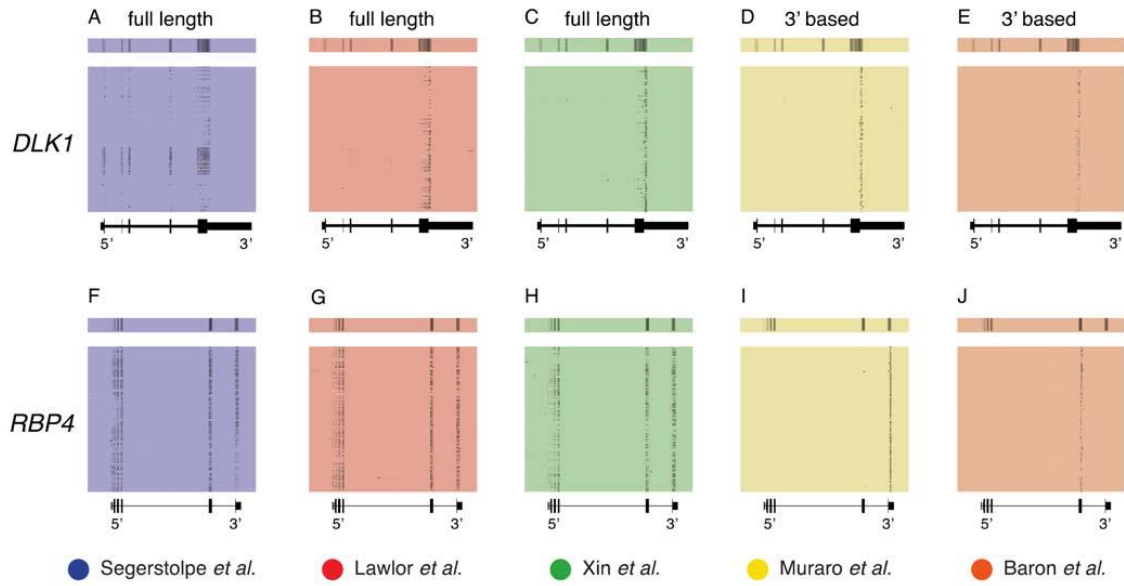 A full length
B full length
C full length
D 3' based
E 3' based
DLK1
5' 3'
5' 3'
5' 3'
5' 3'
5' 3'
F
G
H
I
J
RBP4
5' 3'
5' 3'
5' 3'
5' 3'
5' 3'
Segerstolpe et al.
Lawlor et al.
Xin et al.
Muraro et al.
Baron et al.